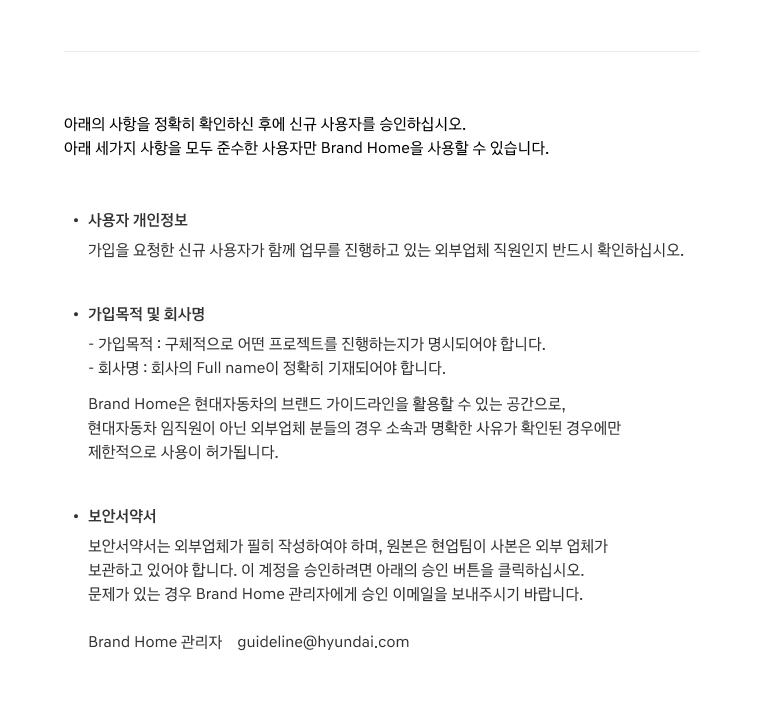 아래의 사항을 정확히 확인하신 후에 신규 사용자를 승인하십시오.
아래 세가지 사항을 모두 준수한 사용자만 Brand Home을 사용할 수 있습니다.
• 사용자 개인정보
가입을 요청한 신규 사용자가 함께 업무를 진행하고 있는 외부업체 직원인지 반드시 확인하십시오.
• 가입목적 및 회사명
- 가입목적 : 구체적으로 어떤 프로젝트를 진행하는지가 명시되어야 합니다.
- 회사명 : 회사의 Full name이 정확히 기재되어야 합니다.
Brand Home은 현대자동차의 브랜드 가이드라인을 활용할 수 있는 공간으로,
현대자동차 임직원이 아닌 외부업체 분들의 경우 소속과 명확한 사유가 확인된 경우에만
제한적으로 사용이 허가됩니다.
• 보안서약서
보안서약서는 외부업체가 필히 작성하여야 하며, 원본은 현업팀이 사본은 외부 업체가
보관하고 있어야 합니다. 이 계정을 승인하려면 아래의 승인 버튼을 클릭하십시오.
문제가 있는 경우 Brand Home 관리자에게 승인 이메일을 보내주시기 바랍니다.
Brand Home 관리자 guideline@hyundai.com